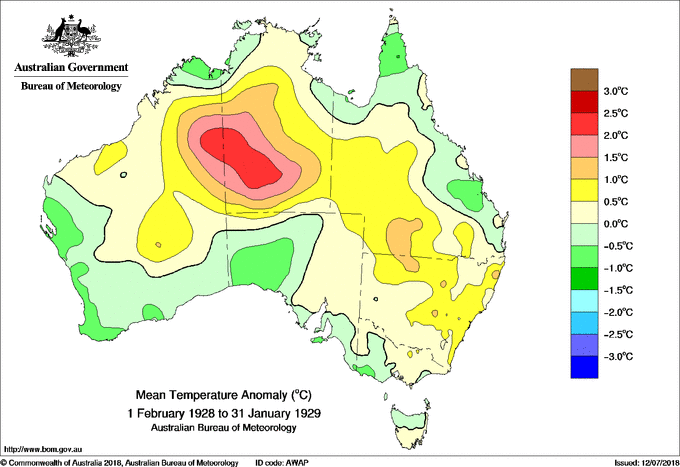 Australian Government
Bureau of Meteorology
3.0°C
2.5°C
2.0°C
1.5°C
1.0°C
0.5°C
0.0°C
-0.5°C
-1.0°C
-1.5°C
-2.0°C
-2.5°C
-3.0°C
Mean Temperature Anomaly (°C)
1 February 1928 to 31 January 1929
Australian Bureau of Meteorology
http://www.bom.gov.au
© Commonwealth of Australia 2018, Australian Bureau of Meteorology ID code: AWAP Issued: 12/07/2018